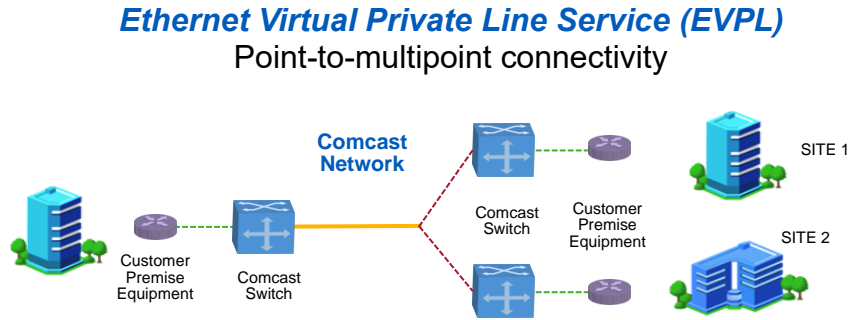 Ethernet Virtual Private Line Service (EVPL)
Point-to-multipoint connectivity
Comcast
Network
SITE 1
Comcast
Switch
Customer
Premise
Equipment
SITE 2
Customer
Premise
Equipment
Comcast
Switch